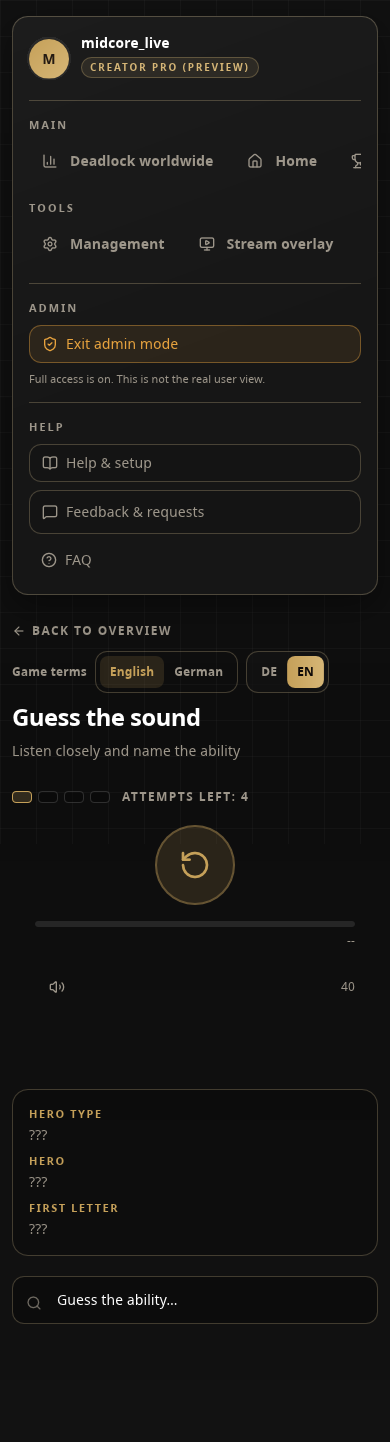 M
midcore_live
CREATOR PRO (PREVIEW)
MAIN
Deadlock worldwide Home
TOOLS
Management Stream overlay
ADMIN
Exit admin mode
Full access is on. This is not the real user view.
HELP
Help & setup
Feedback & requests
FAQ
BACK TO OVERVIEW
Game terms English German DE EN
Guess the sound
Listen closely and name the ability
ATTEMPTS LEFT: 4
--
40
HERO TYPE
???
HERO
???
FIRST LETTER
???
Guess the ability...